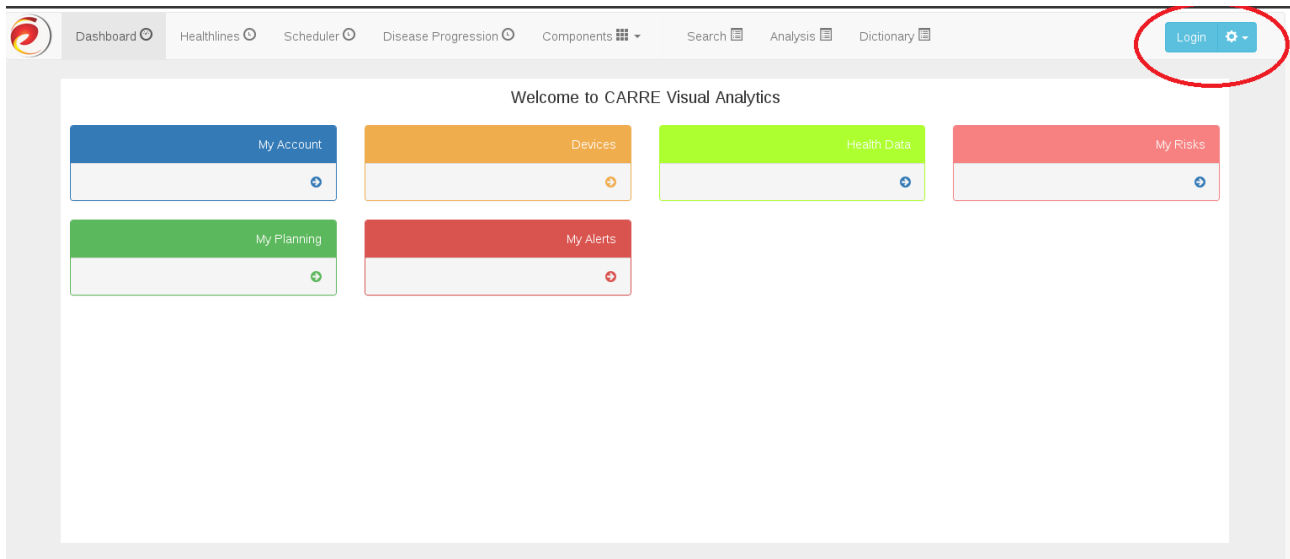 Dashboard Healthlines Scheduler Disease Progression Components Search Analysis Dictionary Login
Welcome to CARRE Visual Analytics
My Account Devices Health Data My Risks
My Planning My Alerts